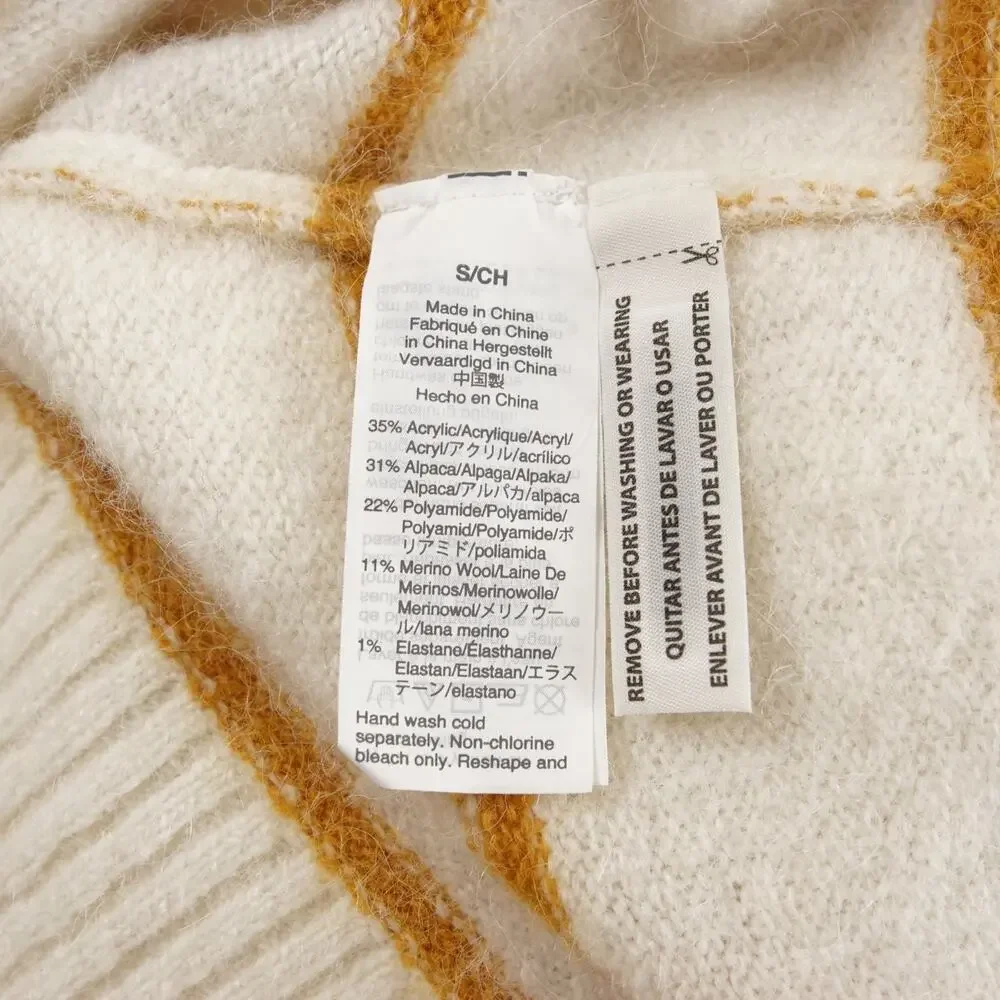 S/CH
Made in China
Fabriqué en Chine
in China Hergestellt
Vervaardigd in China
中国製
Hecho en China
35% Acrylic/Acrylique/Acryl/
Acryl/アクリル/acrílico
31% Alpaca/Alpaga/Alpaka/
Alpaca/アルパカ/alpaca
22% Polyamide/Polyamide/
Polyamid/Polyamide/ポ
リアミド/poliamida
11% Merino Wool/Laine De
Merinos/Merinowolle/
Merinowol/メリノウー
ル/lana merino
1% Elastane/Élasthanne/
Elastan/Elastaan/エラス
テーン/elastano
Hand wash cold
separately. Non-chlorine
bleach only. Reshape and
REMOVE BEFORE WASHING OR WEARING
QUITAR ANTES DE LAVAR O USAR
ENLEVER AVANT DE LAVER OU PORTER